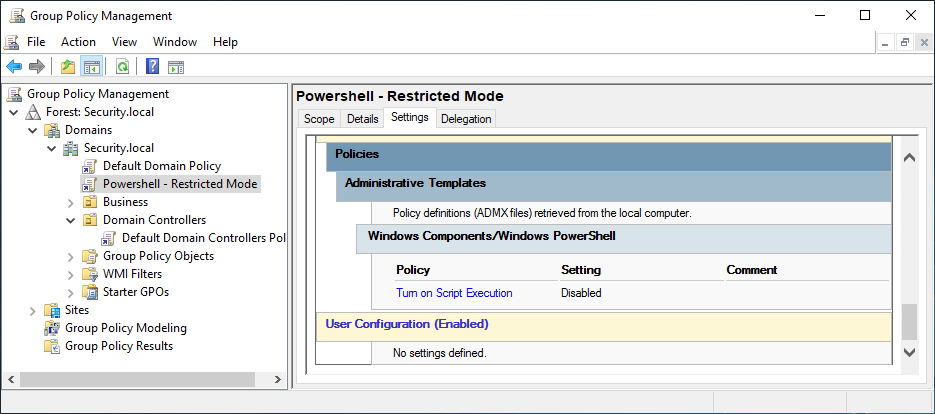 Group Policy Management
File Action View Window Help
Group Policy Management
Forest: Security.local
Domains
Security.local
Default Domain Policy
Powershell - Restricted Mode
Business
Domain Controllers
Default Domain Controllers Pol
Group Policy Objects
WMI Filters
Starter GPOs
Sites
Group Policy Modeling
Group Policy Results
Powershell - Restricted Mode
Scope Details Settings Delegation
Policies
Administrative Templates
Policy definitions (ADMX files) retrieved from the local computer.
Windows Components/Windows PowerShell
Policy Setting Comment
Turn on Script Execution Disabled
User Configuration (Enabled)
No settings defined.